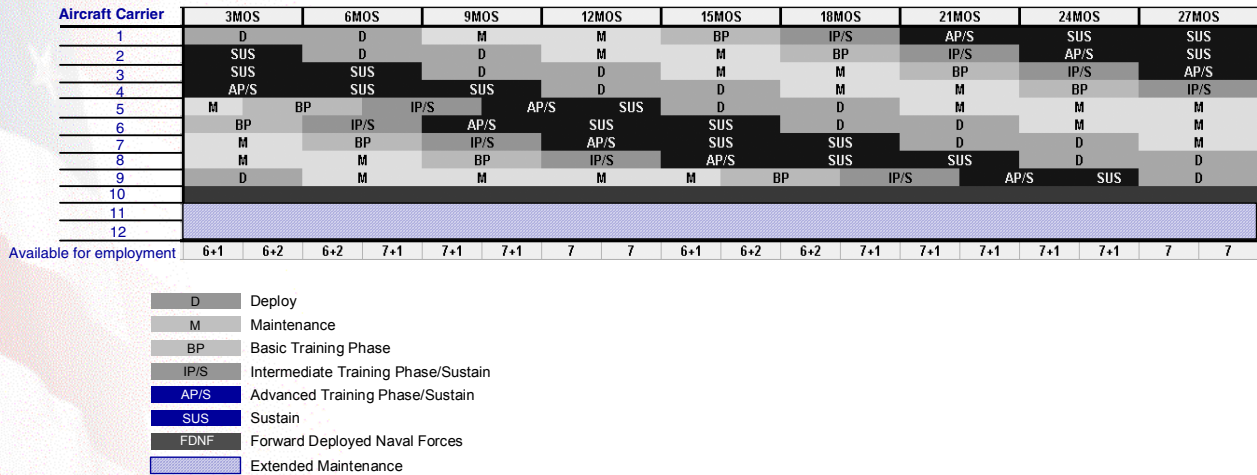 Aircraft Carrier 3MOS 6MOS 9MOS 12MOS 15MOS 18MOS 21MOS 24MOS 27MOS
1 D D M M BP IP/S AP/S SUS SUS
2 SUS D D M M BP IP/S AP/S SUS
3 SUS SUS D D M M BP IP/S AP/S
4 AP/S SUS SUS D D M M BP IP/S
5 M BP IP/S AP/S SUS D D M M M
6 BP IP/S AP/S SUS SUS D D M M
7 M BP IP/S AP/S SUS SUS D D M
8 M M BP IP/S AP/S SUS SUS D D
9 D M M M M BP IP/S AP/S SUS D
10
11
12
Available for employment 6+1 6+2 6+2 7+1 7+1 7+1 7 7 6+1 6+2 6+2 7+1 7+1 7+1 7+1 7+1 7 7
D Deploy
M Maintenance
BP Basic Training Phase
IP/S Intermediate Training Phase/Sustain
AP/S Advanced Training Phase/Sustain
SUS Sustain
FDNF Forward Deployed Naval Forces
Extended Maintenance